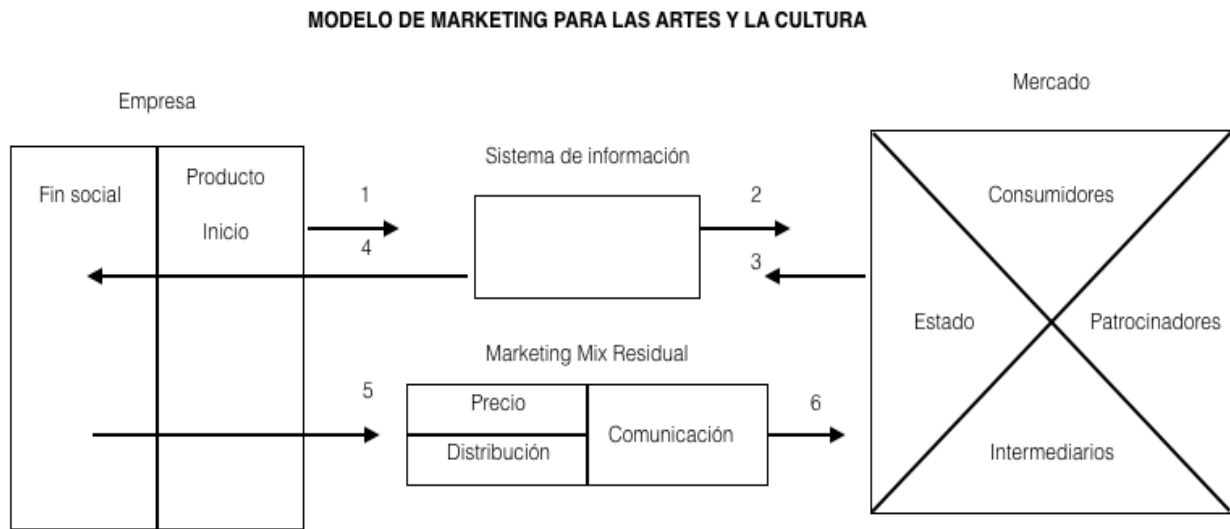 MODELO DE MARKETING PARA LAS ARTES Y LA CULTURA
Empresa
Mercado
Fin social
Producto
Inicio
Sistema de información
1
2
4
3
Consumidores
Estado
Patrocinadores
Intermediarios
Marketing Mix Residual
5
Precio
Distribución
Comunicación
6